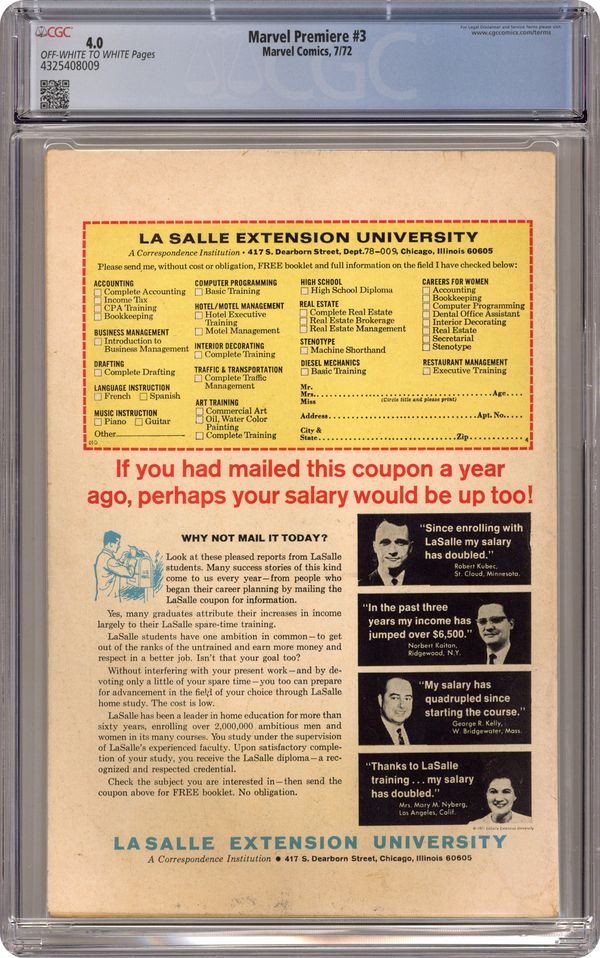 CGC
4.0
OFF-WHITE TO WHITE Pages
4325408009
Marvel Premiere #3
Marvel Comics, 7/72
For Legal Disclaimer and Service Terms please visit
www.cgccomics.com/terms
CGC
LA SALLE EXTENSION UNIVERSITY
A Correspondence Institution • 417 S. Dearborn Street, Dept.78-009, Chicago, Illinois 60605
Please send me, without cost or obligation, FREE booklet and full information on the field I have checked below:
ACCOUNTING
Complete Accounting
Income Tax
CPA Training
Bookkeeping
BUSINESS MANAGEMENT
Introduction to
Business Management
DRAFTING
Complete Drafting
LANGUAGE INSTRUCTION
French Spanish
MUSIC INSTRUCTION
Piano Guitar
Other
COMPUTER PROGRAMMING
Basic Training
HOTEL/MOTEL MANAGEMENT
Hotel Executive
Training
Motel Management
INTERIOR DECORATING
Complete Training
TRAFFIC & TRANSPORTATION
Complete Traffic
Management
ART TRAINING
Commercial Art
Oil, Water Color
Painting
Complete Training
HIGH SCHOOL
High School Diploma
REAL ESTATE
Complete Real Estate
Real Estate Brokerage
Real Estate Management
STENOTYPE
Machine Shorthand
DIESEL MECHANICS
Basic Training
CAREERS FOR WOMEN
Accounting
Bookkeeping
Computer Programming
Dental Office Assistant
Interior Decorating
Real Estate
Secretarial
Stenotype
RESTAURANT MANAGEMENT
Executive Training
Mr.
Mrs. Age
Miss (Circle title and please print)
Address Apt. No.
City &
State Zip 4
If you had mailed this coupon a year
ago, perhaps your salary would be up too!
WHY NOT MAIL IT TODAY?
Look at these pleased reports from LaSalle
students. Many success stories of this kind
come to us every year—from people who
began their career planning by mailing the
LaSalle coupon for information.
Yes, many graduates attribute their increases in income
largely to their LaSalle spare-time training.
LaSalle students have one ambition in common—to get
out of the ranks of the untrained and earn more money and
respect in a better job. Isn't that your goal too?
Without interfering with your present work—and by de-
voting only a little of your spare time—you too can prepare
for advancement in the field of your choice through LaSalle
home study. The cost is low.
LaSalle has been a leader in home education for more than
sixty years, enrolling over 2,000,000 ambitious men and
women in its many courses. You study under the supervision
of LaSalle's experienced faculty. Upon satisfactory comple-
tion of your study, you receive the LaSalle diploma—a rec-
ognized and respected credential.
Check the subject you are interested in—then send the
coupon above for FREE booklet. No obligation.
"Since enrolling with
LaSalle my salary
has doubled."
Robert Kubec,
St. Cloud, Minnesota.
"In the past three
years my income has
jumped over $6,500."
Norbert Kaitan,
Ridgewood, N.Y.
"My salary has
quadrupled since
starting the course."
George R. Kelly,
W. Bridgewater, Mass.
"Thanks to LaSalle
training . . . my salary
has doubled."
Mrs. Mary M. Nyberg,
Los Angeles, Calif.
© 1971 LaSalle Extension University
LA SALLE EXTENSION UNIVERSITY
A Correspondence Institution • 417 S. Dearborn Street, Chicago, Illinois 60605